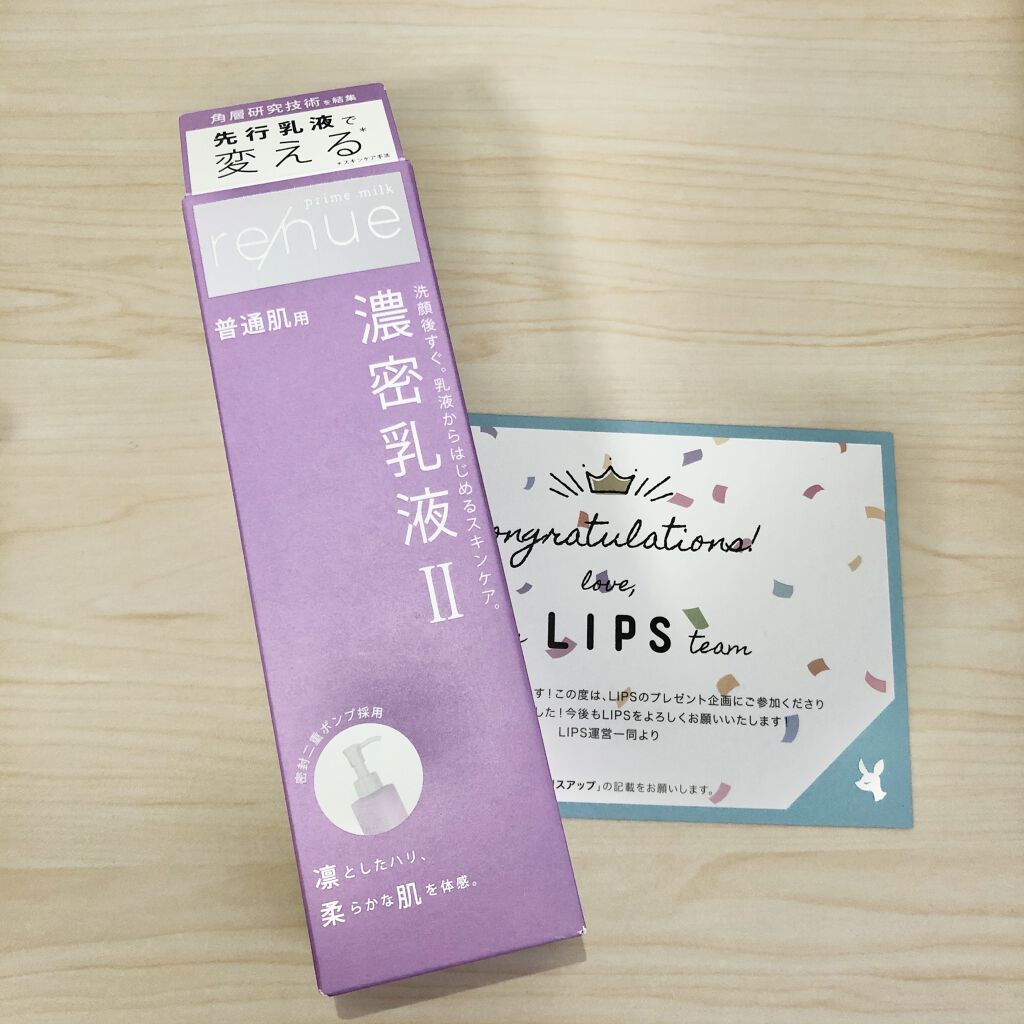 角層研究技術を結集
先行乳液で
変える*
*スキンケア手法
prime milk
renue
普通肌用
洗顔後すぐ。乳液からはじめるスキンケア。
濃密乳液Ⅱ
密封二重ポンプ採用
凛としたハリ、
柔らかな肌を体感。
ongratulations!
love,
LIPS team
す!この度は、LIPSのプレゼント企画にご参加くださり
した!今後もLIPSをよろしくお願いいたします!
LIPS運営一同より
スアップ」の記載をお願いします。